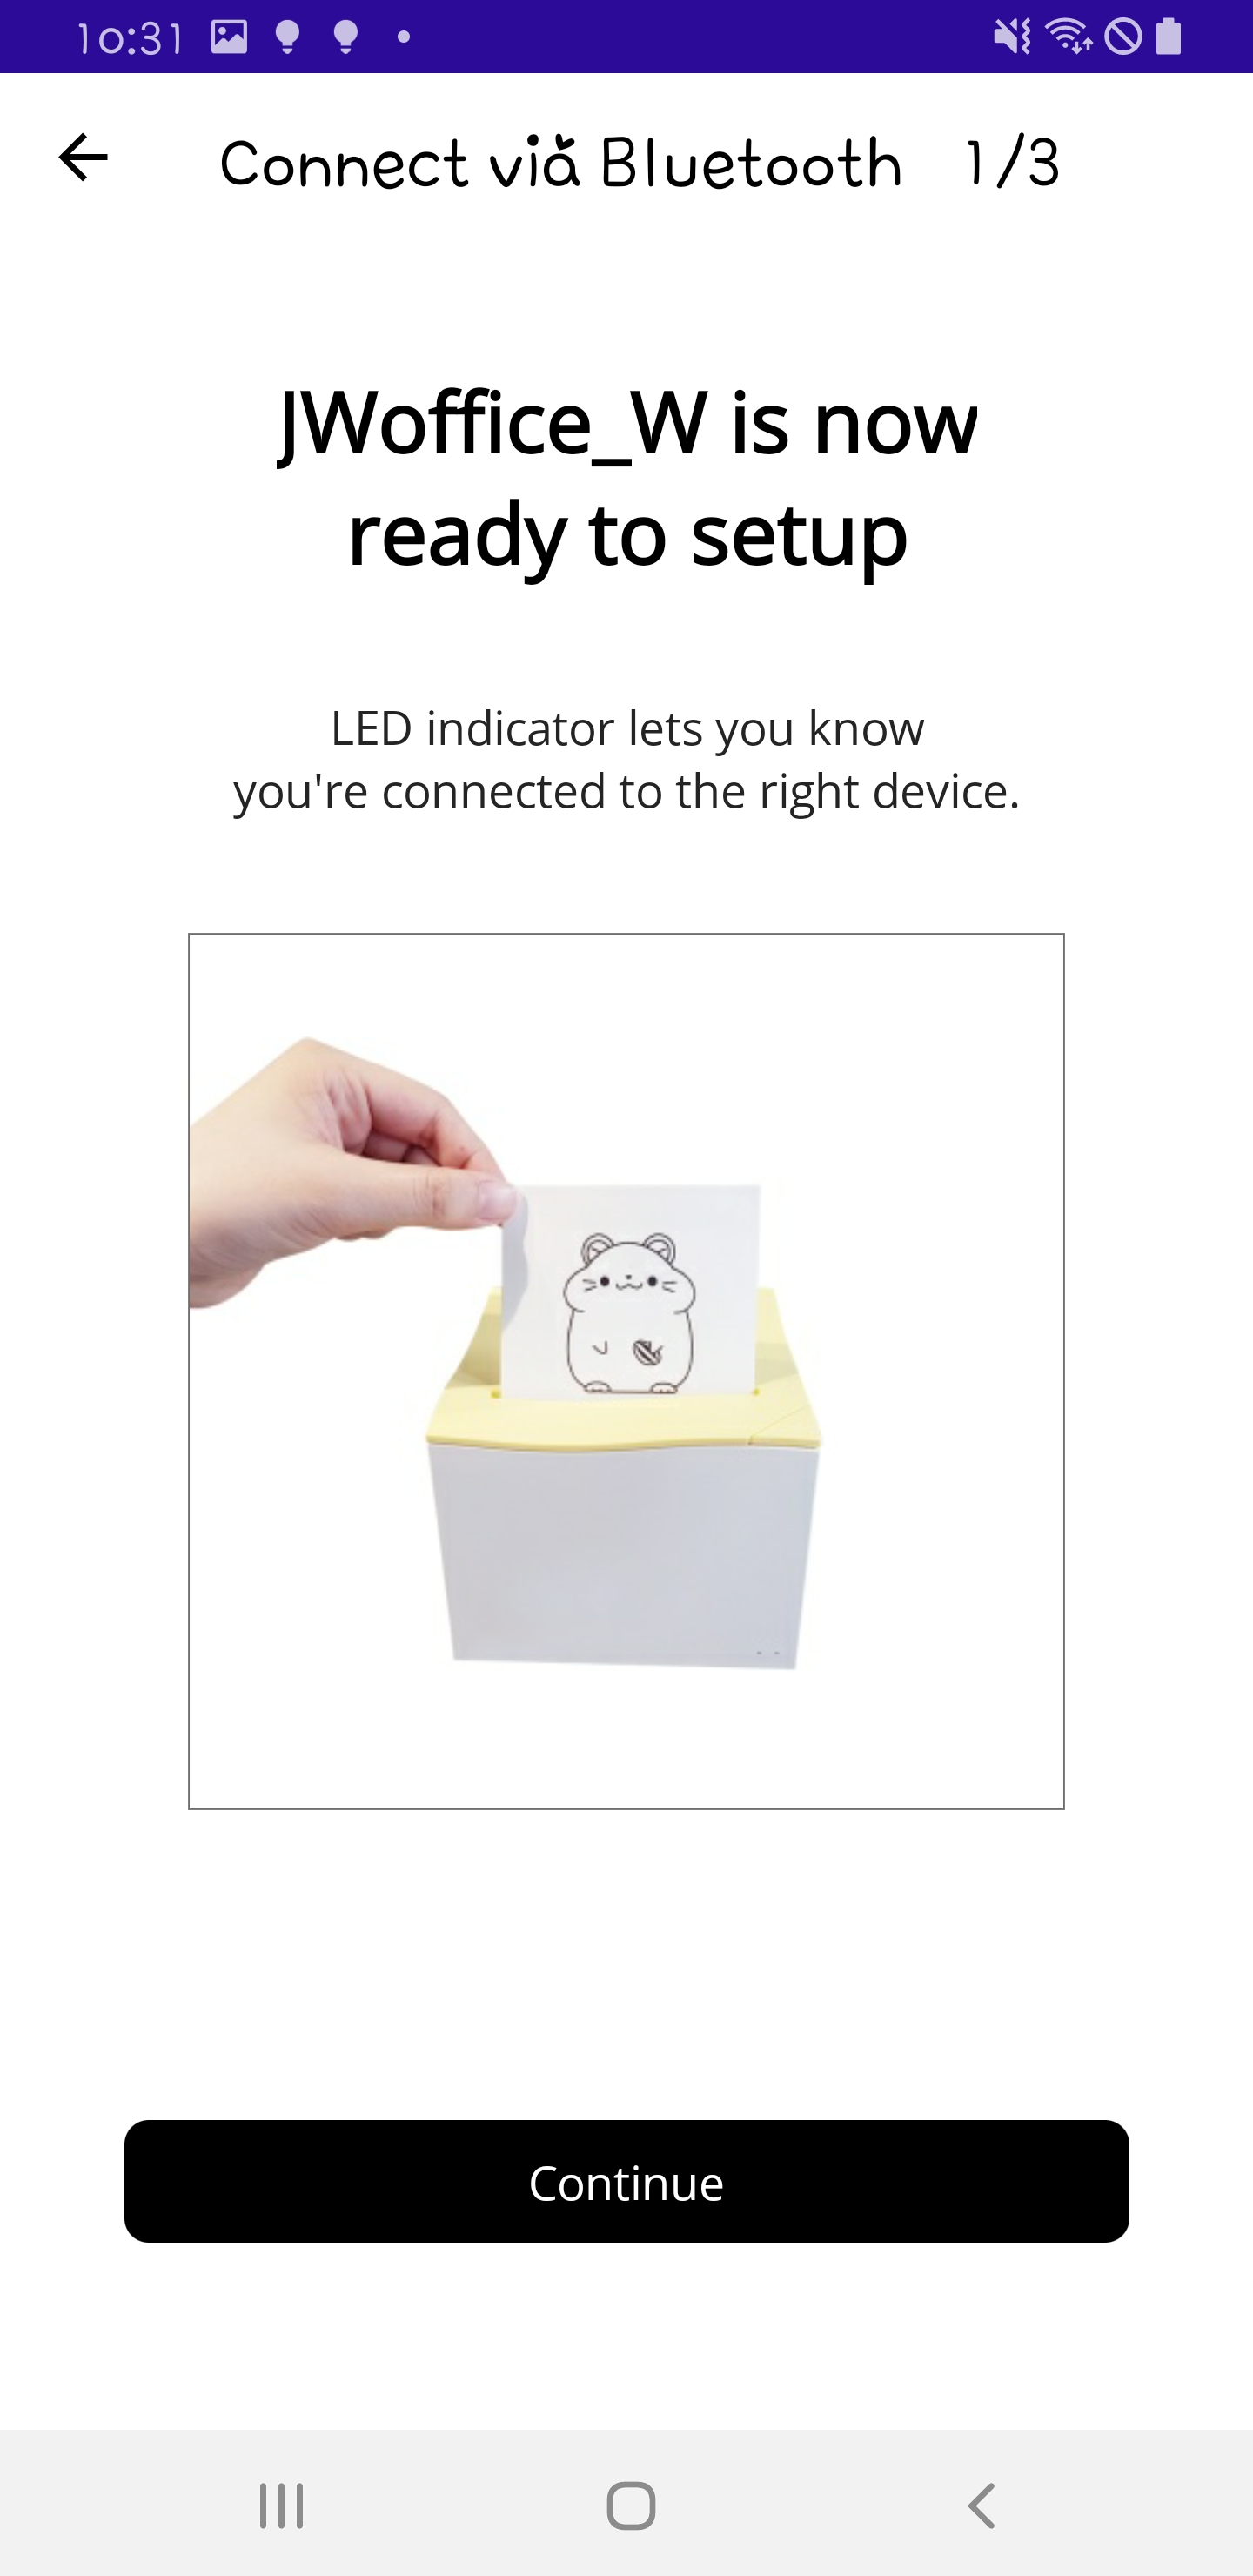 10:31
Connect via Bluetooth 1/3
JWoffice_W is now
ready to setup
LED indicator lets you know
you're connected to the right device.
Continue